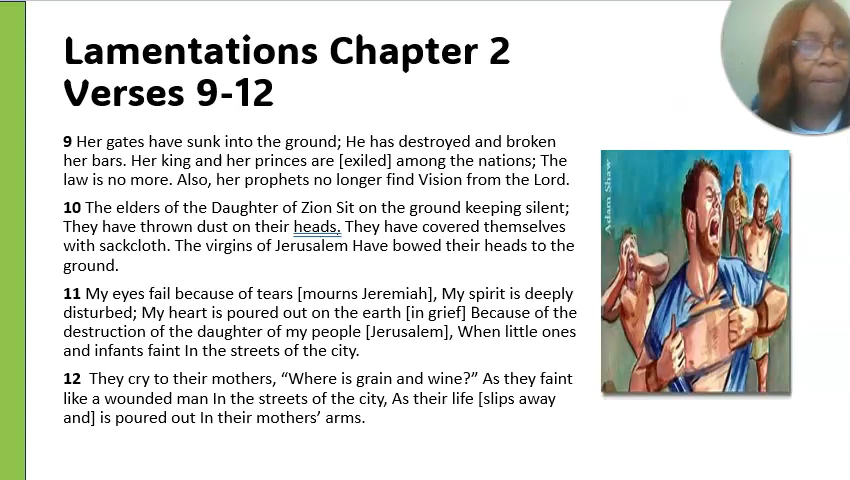 Lamentations Chapter 2
Verses 9-12
9 Her gates have sunk into the ground; He has destroyed and broken
her bars. Her king and her princes are [exiled] among the nations; The
law is no more. Also, her prophets no longer find Vision from the Lord.
10 The elders of the Daughter of Zion Sit on the ground keeping silent;
They have thrown dust on their heads. They have covered themselves
with sackcloth. The virgins of Jerusalem Have bowed their heads to the
ground.
11 My eyes fail because of tears [mourns Jeremiah], My spirit is deeply
disturbed; My heart is poured out on the earth [in grief] Because of the
destruction of the daughter of my people [Jerusalem], When little ones
and infants faint In the streets of the city.
12 They cry to their mothers, “Where is grain and wine?” As they faint
like a wounded man In the streets of the city, As their life [slips away
and] is poured out In their mothers’ arms.
Adam Shaw